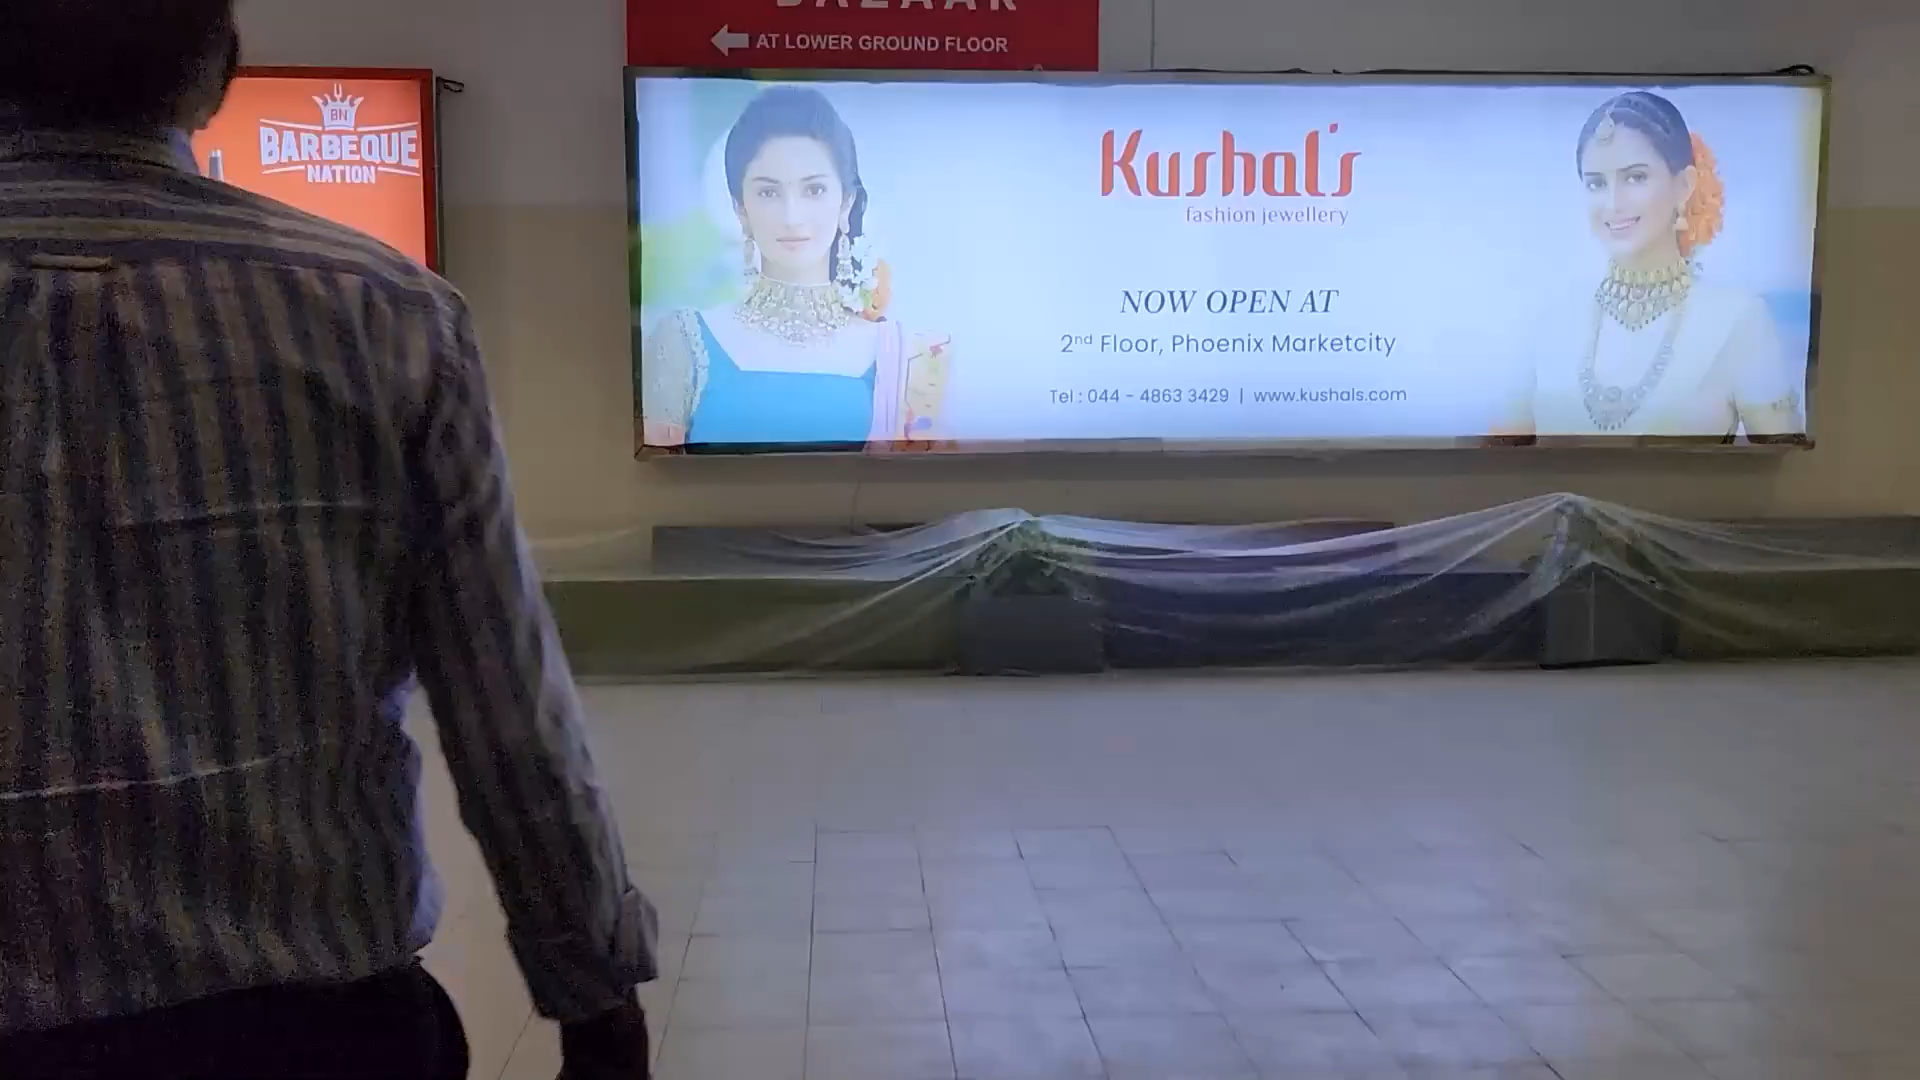 BAZAAR
AT LOWER GROUND FLOOR
BN
BARBEQUE
NATION
Kushal's
fashion jewellery
NOW OPEN AT
2nd Floor, Phoenix Marketcity
Tel : 044 - 4863 3429 | www.kushals.com